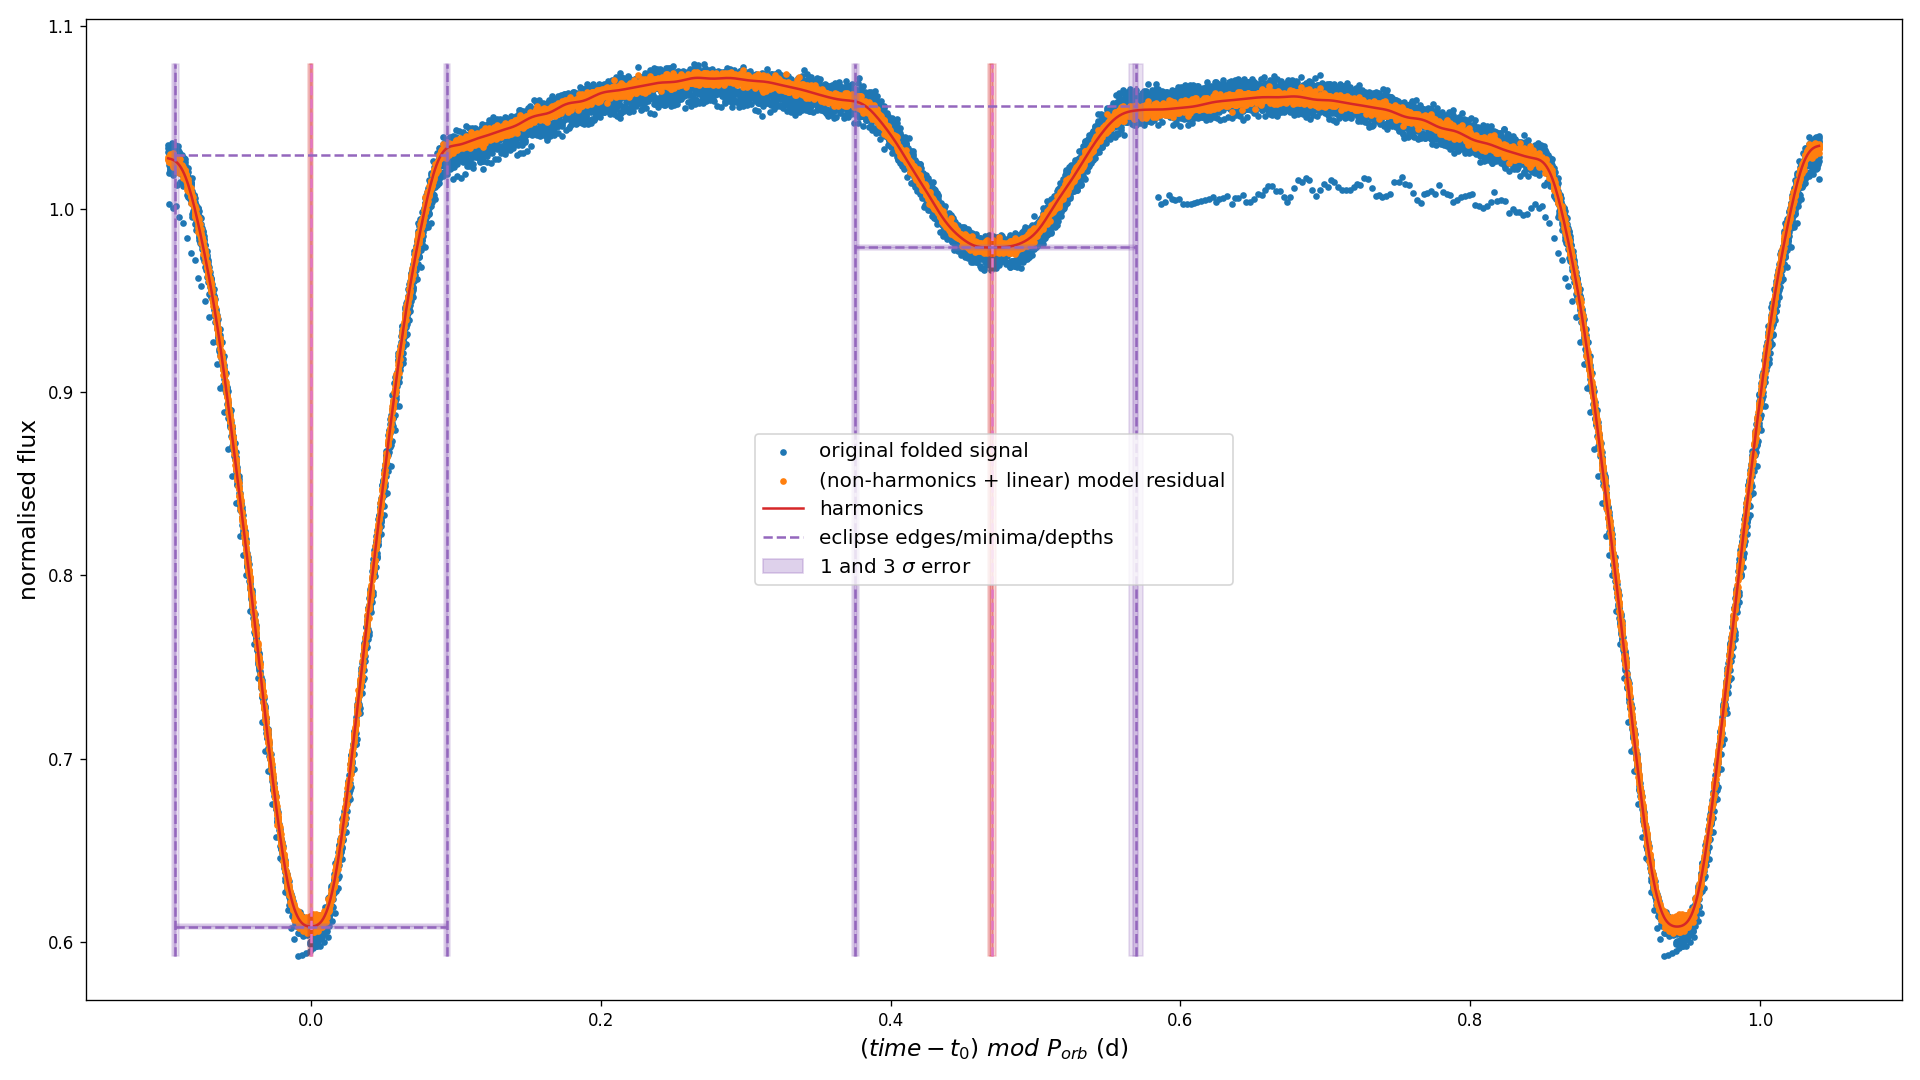 1.1
1.0
0.9
0.8
0.7
0.6
normalised flux
original folded signal
(non-harmonics + linear) model residual
harmonics
eclipse edges/minima/depths
1 and 3 σ error
0.0 0.2 0.4 0.6 0.8 1.0
(time − t₀) mod Pₒᵣb (d)